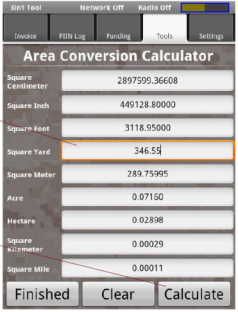 3in1 Tool Network Off Radio Off
Invoice PIIN Log Funding Tools Settings
Area Conversion Calculator
Square
Centimeter 2897599.36608
Square Inch 449128.80000
Square Foot 3118.95000
Square Yard 346.55
Square Meter 289.75995
Acre 0.07160
Hectare 0.02898
Square
Kilometer 0.00029
Square Mile 0.00011
Finished Clear Calculate